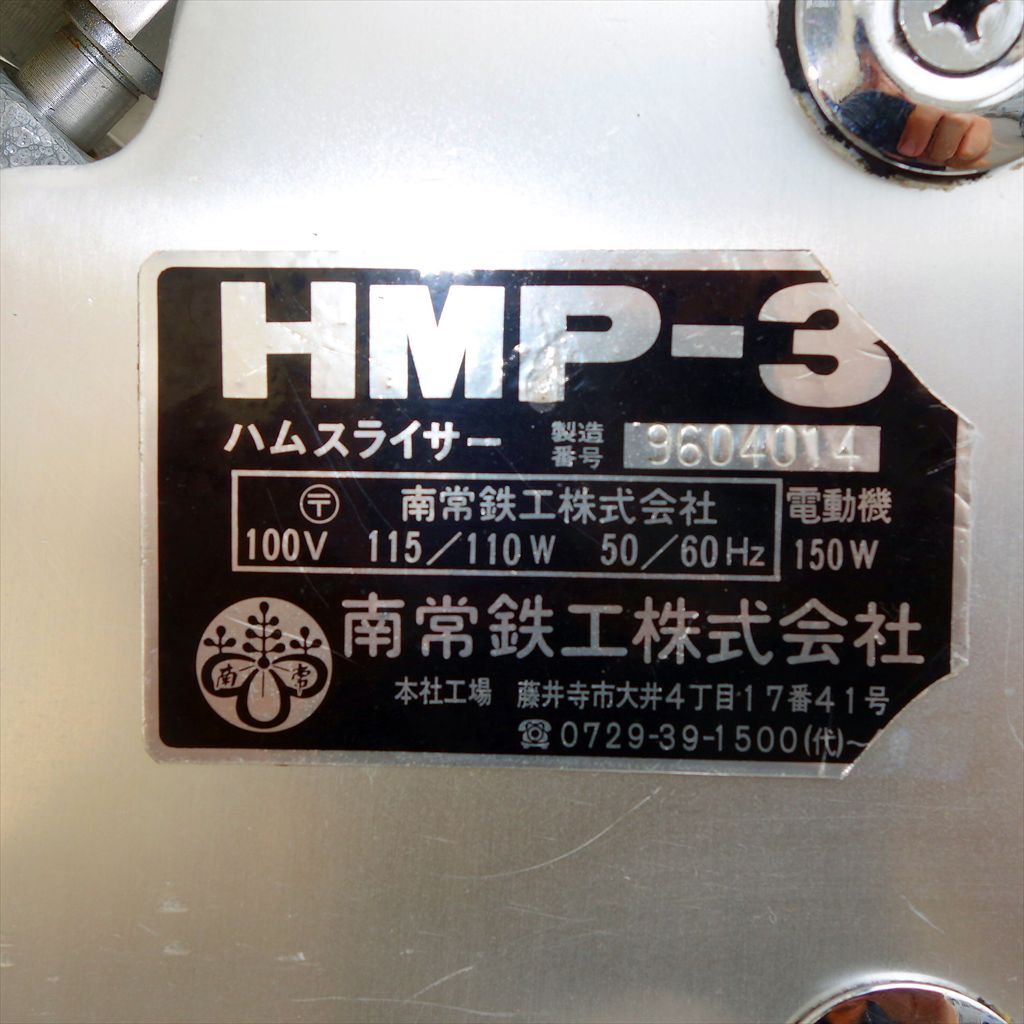 HMP-3
ハムスライサー 製造番号 9604014
〒 南常鉄工株式会社 電動機
100V 115/110W 50/60Hz 150W
南常
南常鉄工株式会社
本社工場 藤井寺市大井4丁目17番41号
☎0729-39-1500(代)~